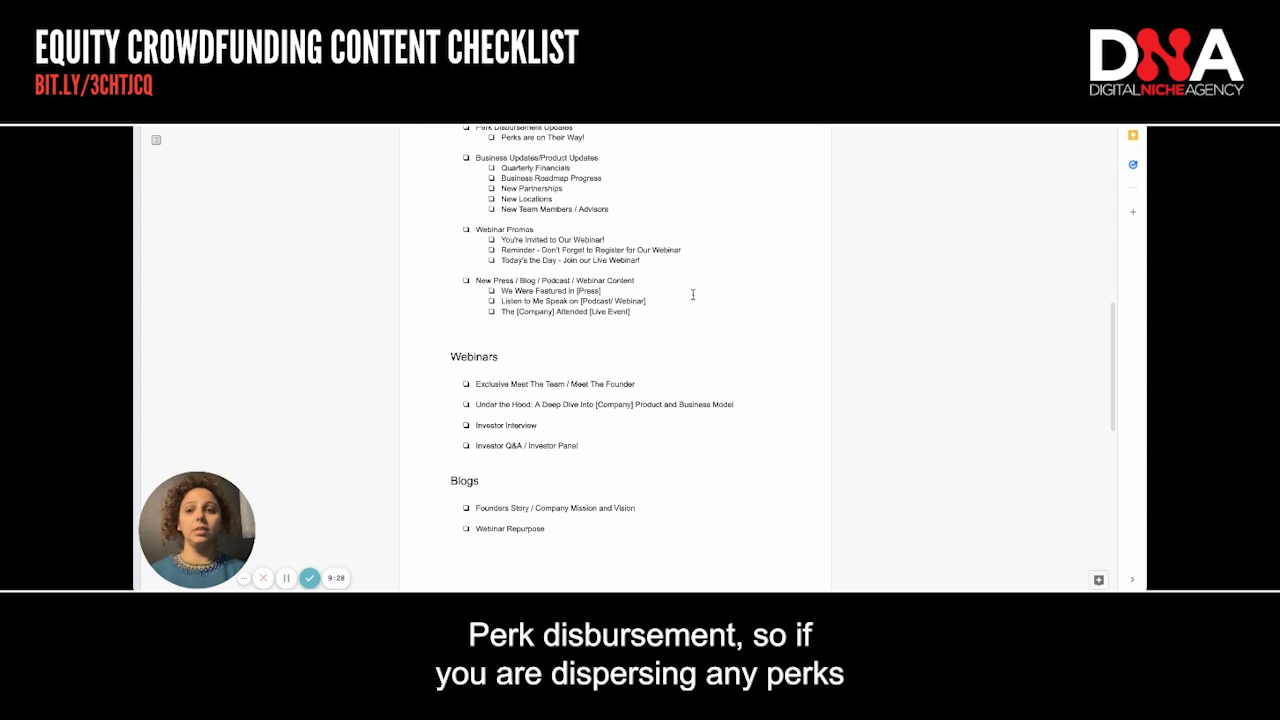 EQUITY CROWDFUNDING CONTENT CHECKLIST
BIT.LY/3CHTJCQ
DNA
DIGITALNICHEAGENCY
Perk Disbursement Updates
Perks are on Their Way!
Business Updates/Product Updates
Quarterly Financials
Business Roadmap Progress
New Partnerships
New Locations
New Team Members / Advisors
Webinar Promos
You're Invited to Our Webinar!
Reminder - Don't Forget to Register for Our Webinar
Today's the Day - Join our Live Webinar!
New Press / Blog / Podcast / Webinar Content
We Were Featured in [Press]
Listen to Me Speak on [Podcast/ Webinar]
The [Company] Attended [Live Event]
Webinars
Exclusive Meet The Team / Meet The Founder
Under the Hood: A Deep Dive Into [Company] Product and Business Model
Investor Interview
Investor Q&A / Investor Panel
Blogs
Founders Story / Company Mission and Vision
Webinar Repurpose
9:28
Perk disbursement, so if
you are dispersing any perks